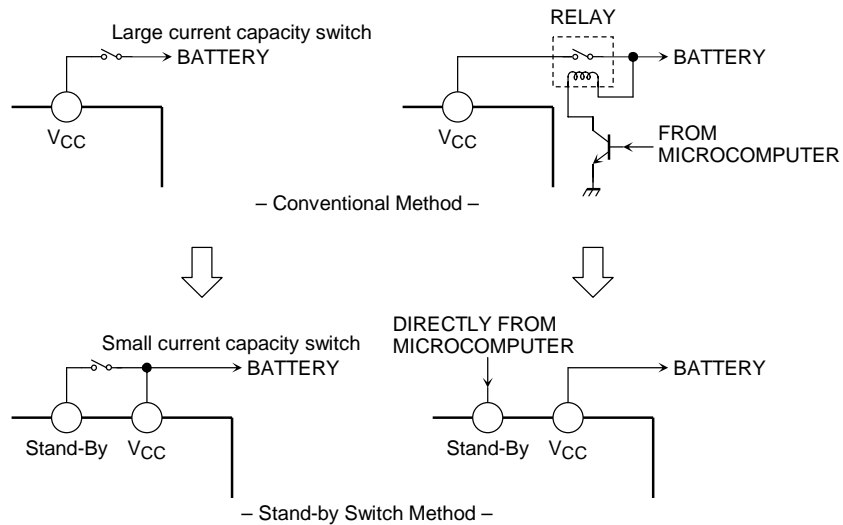 Large current capacity switch
BATTERY
VCC
RELAY
BATTERY
VCC
FROM
MICROCOMPUTER
– Conventional Method –
Small current capacity switch
BATTERY
Stand-By VCC
DIRECTLY FROM
MICROCOMPUTER
BATTERY
Stand-By VCC
– Stand-by Switch Method –